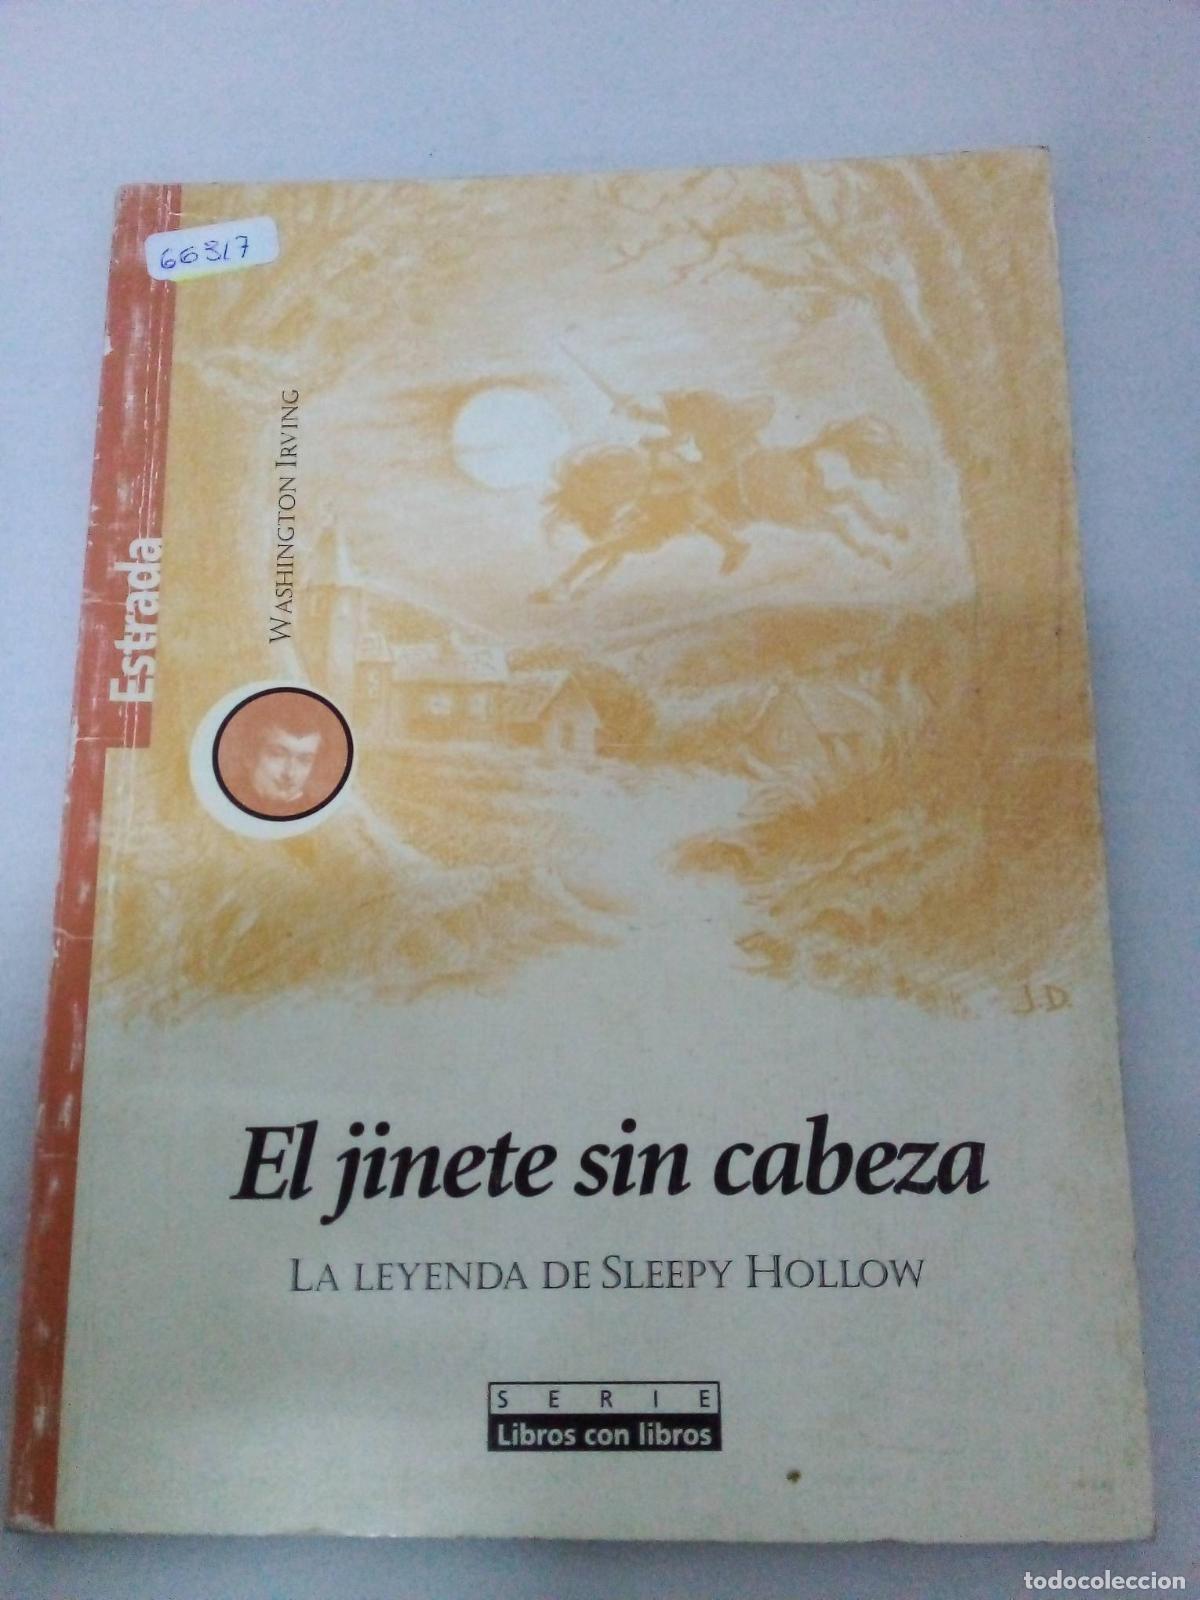 66317
Estrada
WASHINGTON IRVING
J.D.
El jinete sin cabeza
LA LEYENDA DE SLEEPY HOLLOW
SERIE
Libros con libros
todocoleccion